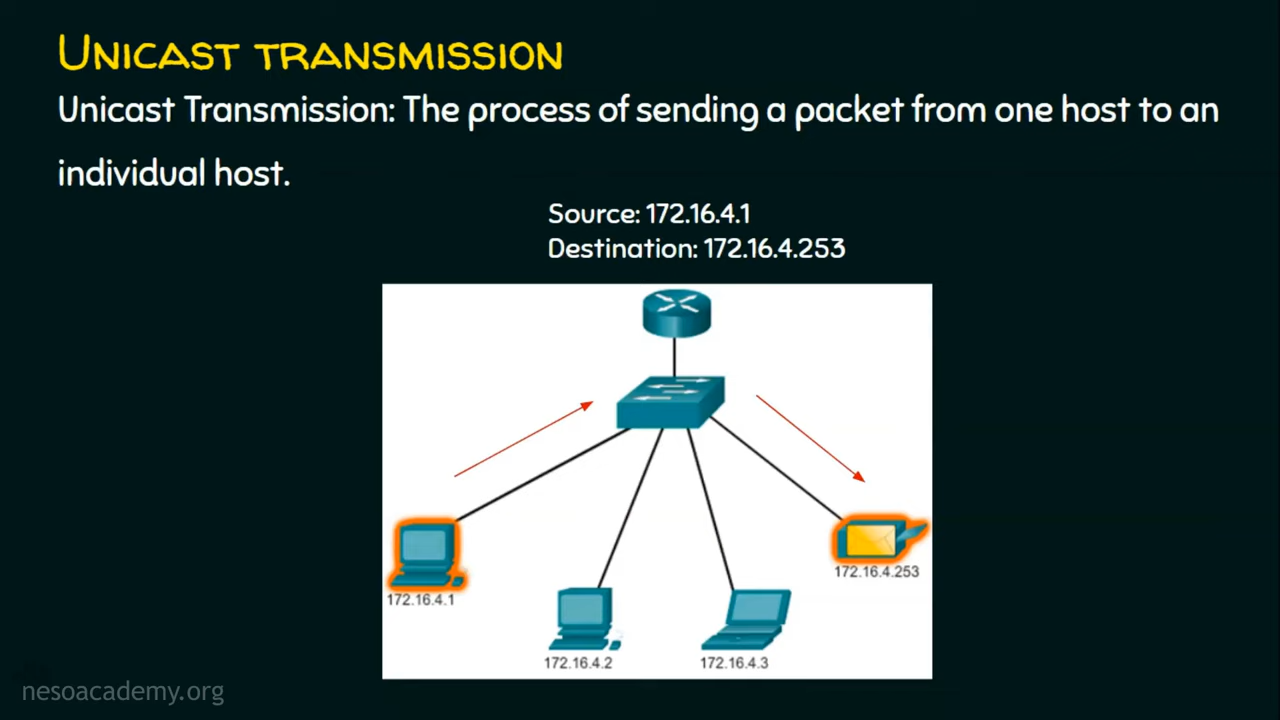 UNICAST TRANSMISSION
Unicast Transmission: The process of sending a packet from one host to an
individual host.
Source: 172.16.4.1
Destination: 172.16.4.253
172.16.4.253
172.16.4.1
172.16.4.2
172.16.4.3
nesoacademy.org